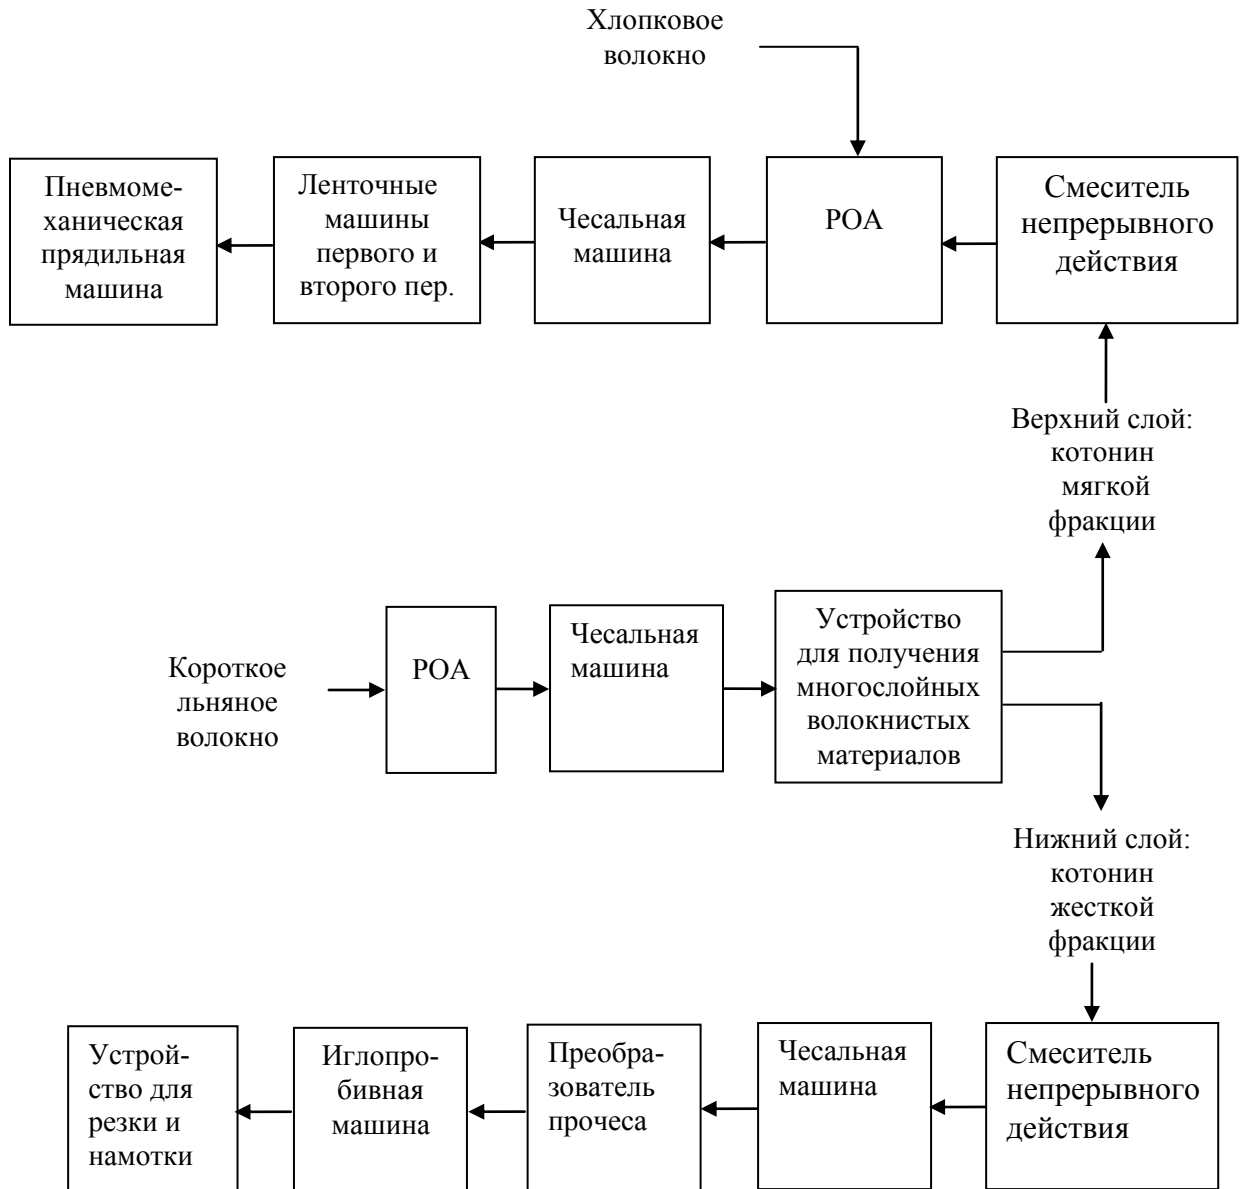 Хлопковое
волокно
Пневмоме-
ханическая
прядильная
машина
Ленточные
машины
первого и
второго пер.
Чесальная
машина
РОА
Смеситель
непрерывного
действия
Верхний слой:
котонин
мягкой
фракции
Короткое
льняное
волокно
РОА
Чесальная
машина
Устройство
для получения
многослойных
волокнистых
материалов
Нижний слой:
котонин
жесткой
фракции
Устрой-
ство для
резки и
намотки
Иглопро-
бивная
машина
Преобра-
зователь
прочеса
Чесальная
машина
Смеситель
непрерывного
действия